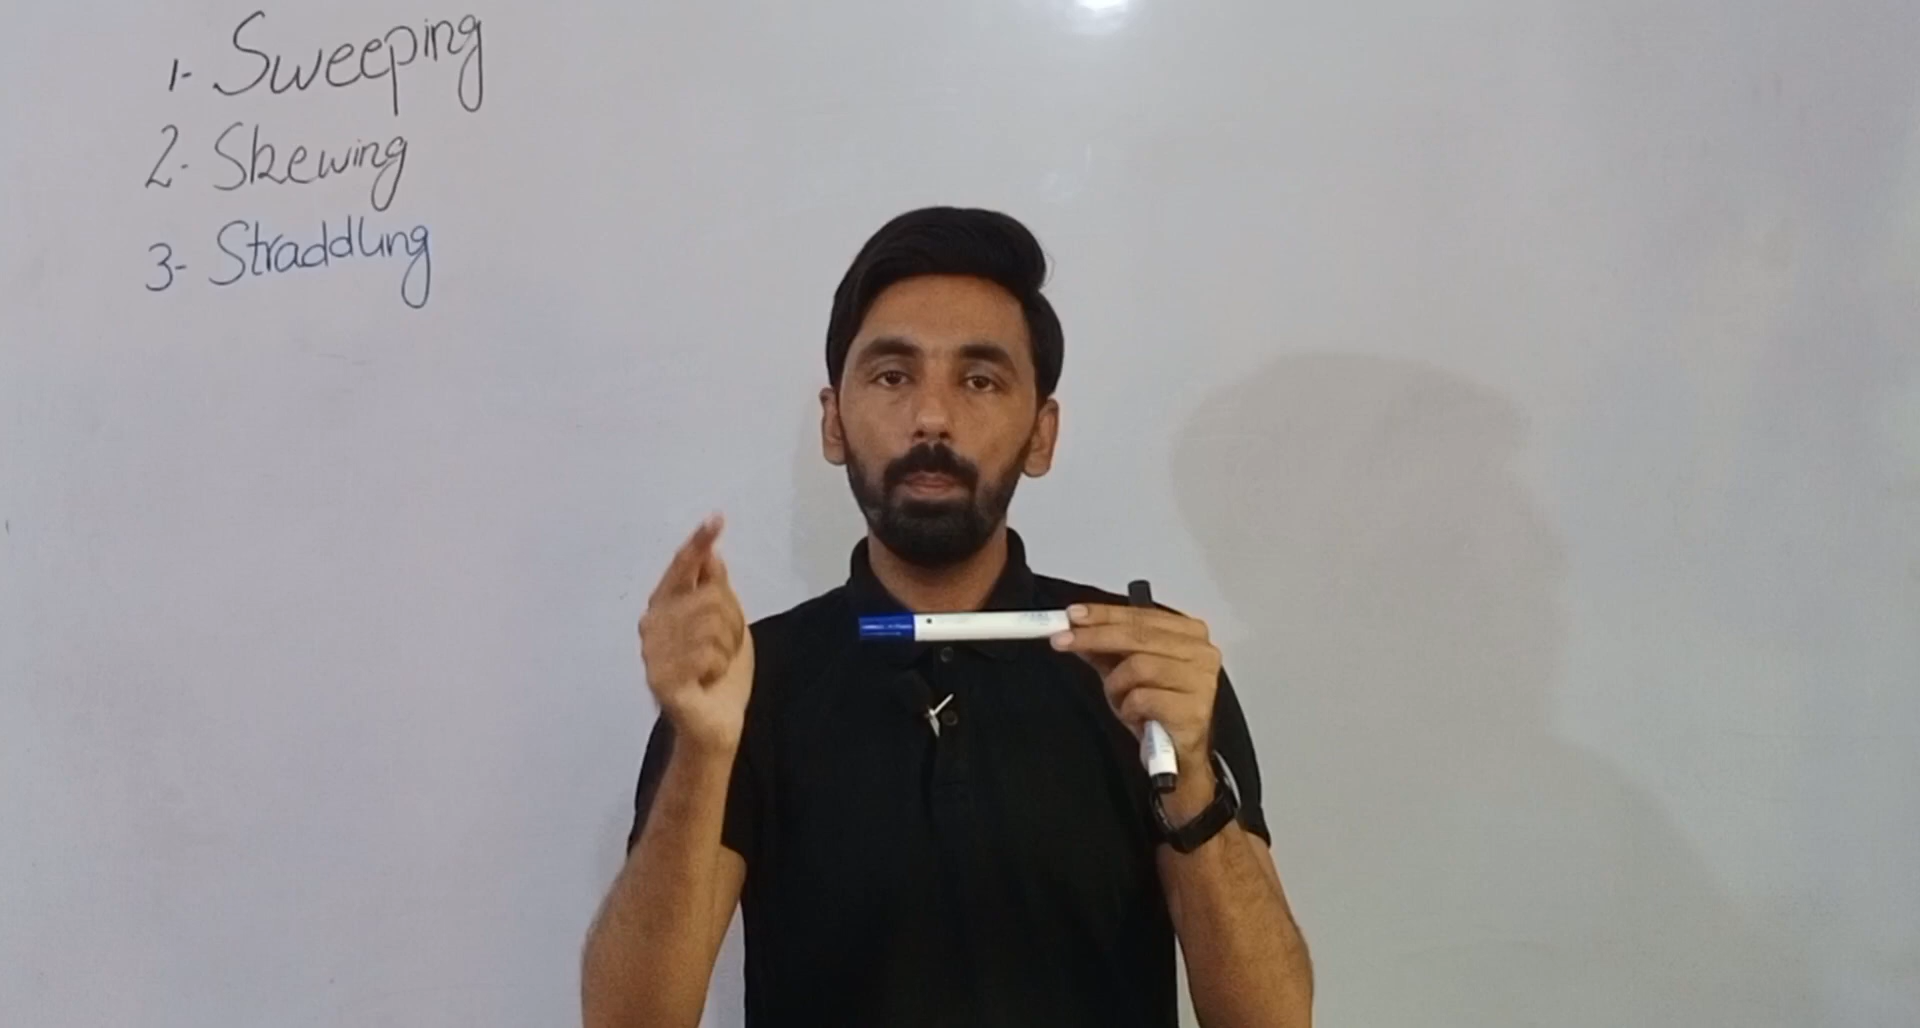 1- Sweeping
2- Skewing
3- Straddling